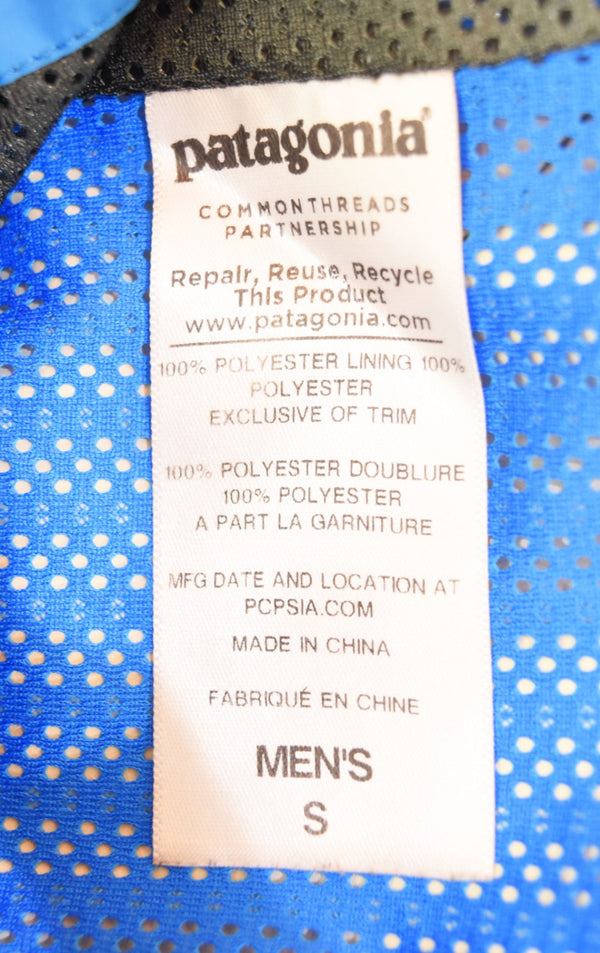 patagonia®
COMMONTHREADS
PARTNERSHIP
Repair, Reuse, Recycle
This Product
www.patagonia.com
100% POLYESTER LINING 100%
POLYESTER
EXCLUSIVE OF TRIM
100% POLYESTER DOUBLURE
100% POLYESTER
A PART LA GARNITURE
MFG DATE AND LOCATION AT
PCPSIA.COM
MADE IN CHINA
FABRIQUÉ EN CHINE
MEN'S
S